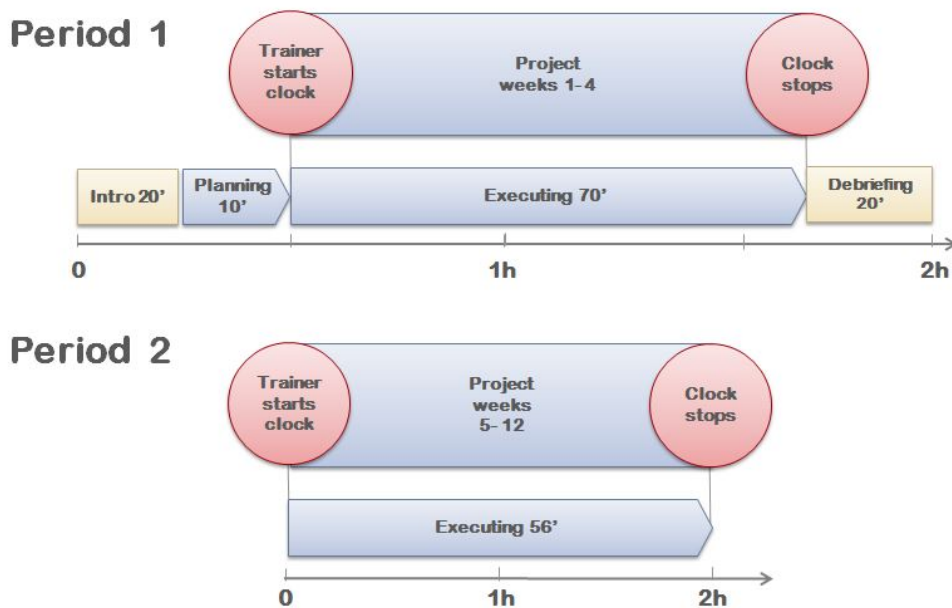 Period 1
Trainer
starts
clock
Project
weeks 1-4
Clock
stops
Intro 20'
Planning
10'
Executing 70'
Debriefing
20'
0
1h
2h
Period 2
Trainer
starts
clock
Project
weeks
5-12
Clock
stops
Executing 56'
0
1h
2h